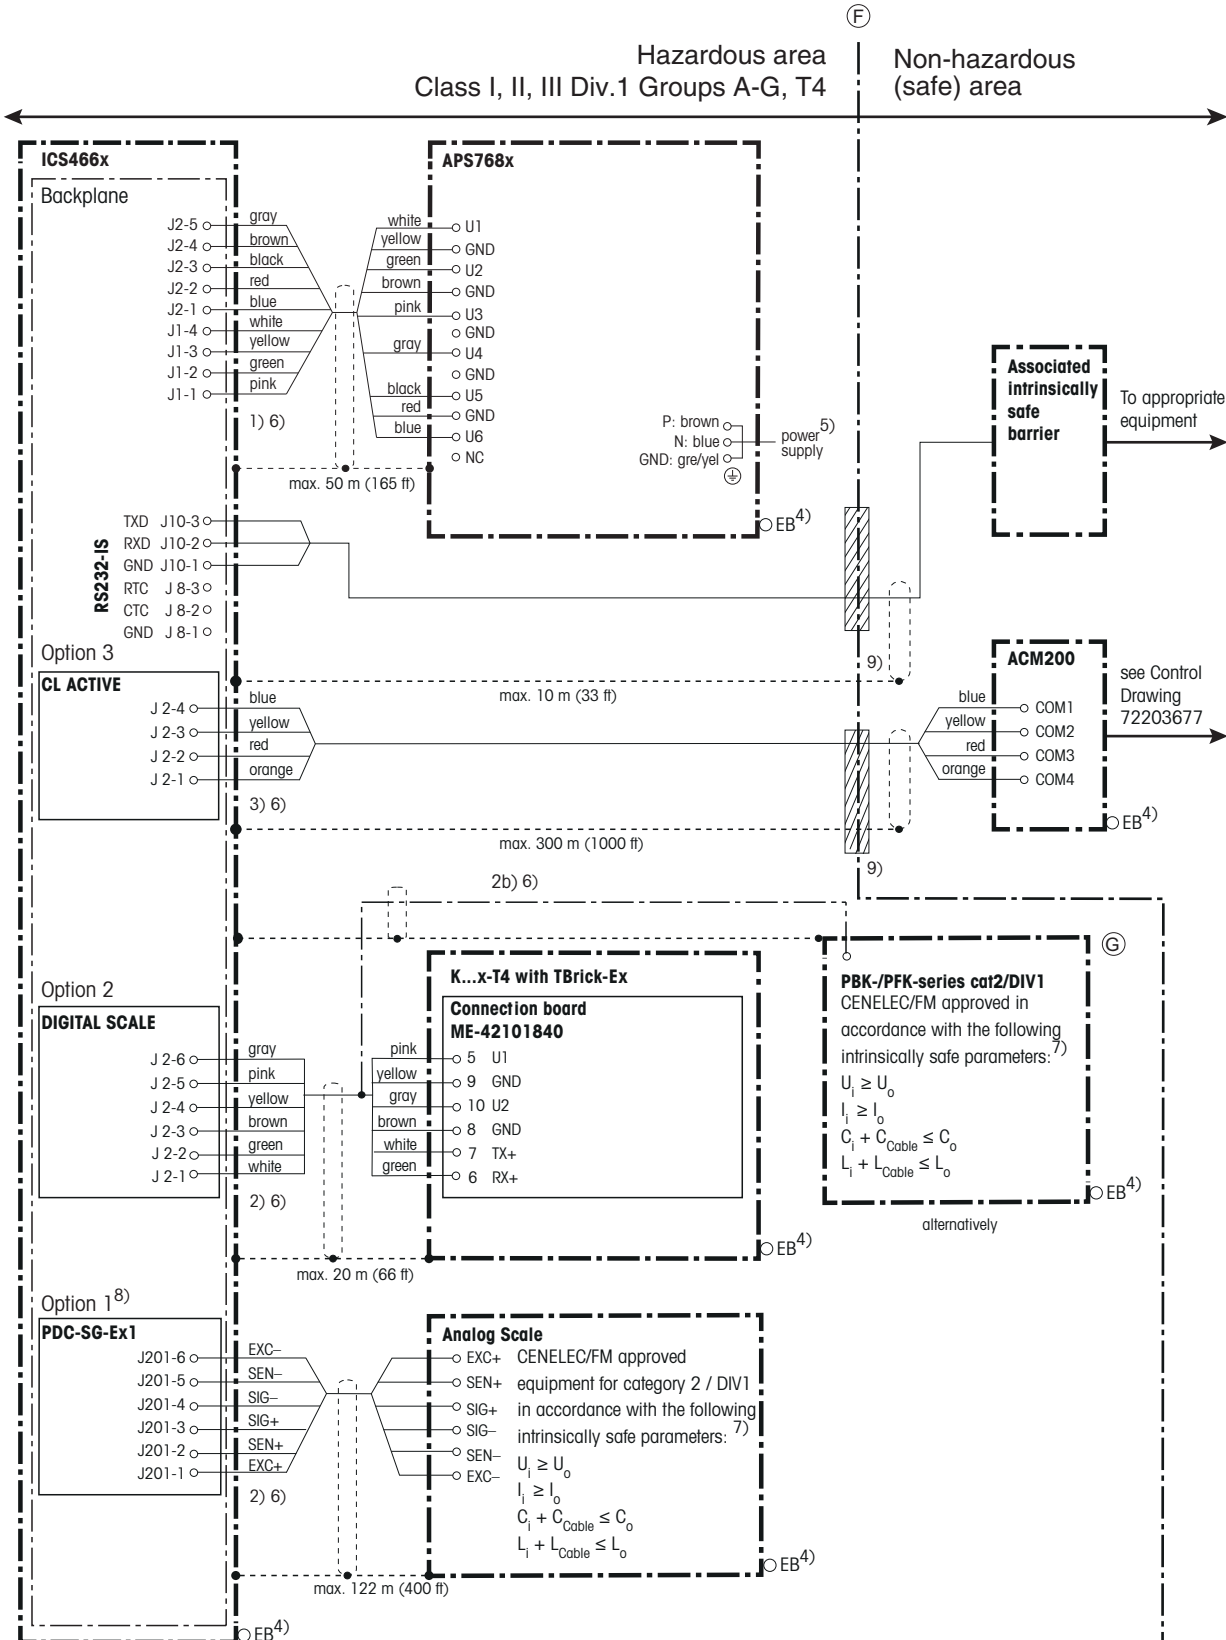 F
Hazardous area
Class I, II, III Div.1 Groups A-G, T4
Non-hazardous
(safe) area
ICS466x
Backplane
J2-5 gray
J2-4 brown
J2-3 black
J2-2 red
J2-1 blue
J1-4 white
J1-3 yellow
J1-2 green
J1-1 pink
1) 6)
max. 50 m (165 ft)
APS768x
white U1
yellow GND
green U2
brown GND
pink U3
GND
gray U4
GND
black U5
red GND
blue U6
NC
P: brown
N: blue
GND: gre/yel
power 5)
supply
EB 4)
Associated
intrinsically
safe
barrier
To appropriate
equipment
RS232-IS
TXD J10-3
RXD J10-2
GND J10-1
RTC J 8-3
CTC J 8-2
GND J 8-1
9)
max. 10 m (33 ft)
Option 3
CL ACTIVE
J 2-4 blue
J 2-3 yellow
J 2-2 red
J 2-1 orange
3) 6)
max. 300 m (1000 ft)
9)
ACM200
blue COM1
yellow COM2
red COM3
orange COM4
see Control
Drawing
72203677
EB 4)
2b) 6)
Option 2
DIGITAL SCALE
J 2-6 gray
J 2-5 pink
J 2-4 yellow
J 2-3 brown
J 2-2 green
J 2-1 white
2) 6)
max. 20 m (66 ft)
K...x-T4 with TBrick-Ex
Connection board
ME-42101840
pink 5 U1
yellow 9 GND
gray 10 U2
brown 8 GND
white 7 TX+
green 6 RX+
EB 4)
G
PBK-/PFK-series cat2/DIV1
CENELEC/FM approved in
accordance with the following
intrinsically safe parameters: 7)
Ui ≥ Uo
Ii ≥ Io
Ci + CCable ≤ Co
Li + LCable ≤ Lo
EB 4)
alternatively
Option 1 8)
PDC-SG-Ex1
J201-6 EXC–
J201-5 SEN–
J201-4 SIG–
J201-3 SIG+
J201-2 SEN+
J201-1 EXC+
2) 6)
max. 122 m (400 ft)
Analog Scale
EXC+
SEN+
SIG+
SIG–
SEN–
EXC–
CENELEC/FM approved
equipment for category 2 / DIV1
in accordance with the following
intrinsically safe parameters: 7)
Ui ≥ Uo
Ii ≥ Io
Ci + CCable ≤ Co
Li + LCable ≤ Lo
EB 4)
EB 4)